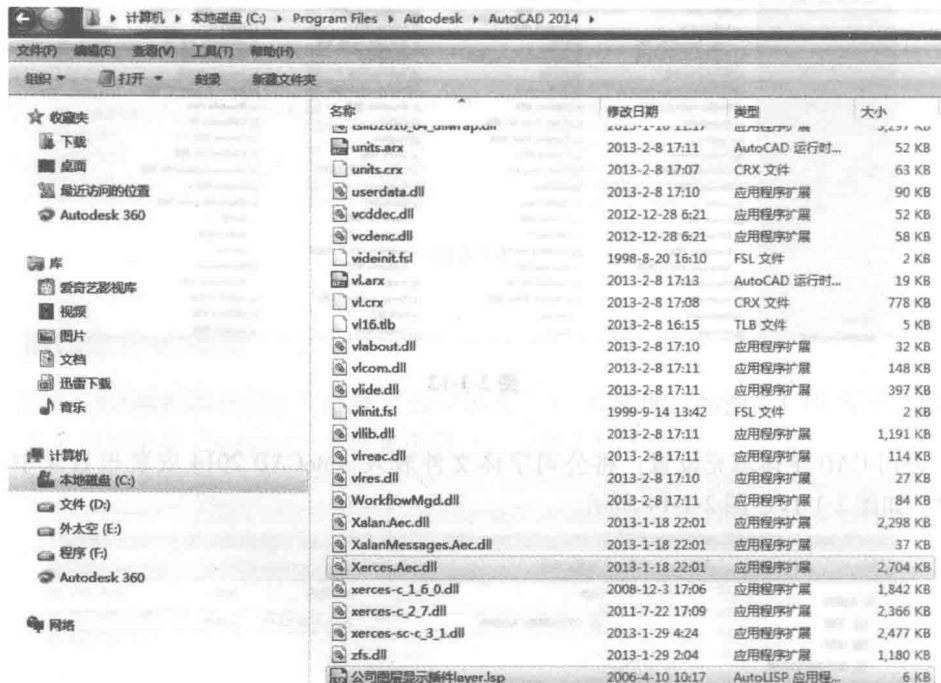 计算机 ▸ 本地磁盘 (C:) ▸ Program Files ▸ Autodesk ▸ AutoCAD 2014 ▸
文件(F) 编辑(E) 查看(V) 工具(T) 帮助(H)
组织 打开 刻录 新建文件夹
收藏夹
下载
桌面
最近访问的位置
Autodesk 360
库
爱奇艺影视库
视频
图片
文档
迅雷下载
音乐
计算机
本地磁盘 (C:)
文件 (D:)
外太空 (E:)
程序 (F:)
Autodesk 360
网络
名称 修改日期 类型 大小
units.arx 2013-2-8 17:11 AutoCAD 运行时... 52 KB
units.crx 2013-2-8 17:07 CRX 文件 63 KB
userdata.dll 2013-2-8 17:10 应用程序扩展 90 KB
vcddec.dll 2012-12-28 6:21 应用程序扩展 52 KB
vcdenc.dll 2012-12-28 6:21 应用程序扩展 58 KB
videinit.fsl 1998-8-20 16:10 FSL 文件 2 KB
vl.arx 2013-2-8 17:13 AutoCAD 运行时... 19 KB
vl.crx 2013-2-8 17:08 CRX 文件 778 KB
vl16.tlb 2013-2-8 16:15 TLB 文件 5 KB
vlabout.dll 2013-2-8 17:10 应用程序扩展 32 KB
vlcom.dll 2013-2-8 17:11 应用程序扩展 148 KB
vlide.dll 2013-2-8 17:11 应用程序扩展 397 KB
vlinit.fsl 1999-9-14 13:42 FSL 文件 2 KB
vllib.dll 2013-2-8 17:11 应用程序扩展 1,191 KB
vlreac.dll 2013-2-8 17:11 应用程序扩展 114 KB
vlres.dll 2013-2-8 17:10 应用程序扩展 27 KB
WorkflowMgd.dll 2013-2-8 17:11 应用程序扩展 84 KB
Xalan.Aec.dll 2013-1-18 22:01 应用程序扩展 2,298 KB
XalanMessages.Aec.dll 2013-1-18 22:01 应用程序扩展 37 KB
Xerces.Aec.dll 2013-1-18 22:01 应用程序扩展 2,704 KB
xerces-c_1_6_0.dll 2008-12-3 17:06 应用程序扩展 1,842 KB
xerces-c_2_7.dll 2011-7-22 17:09 应用程序扩展 2,366 KB
xerces-sc-c_3_1.dll 2013-1-29 4:24 应用程序扩展 2,477 KB
zfs.dll 2013-1-29 2:04 应用程序扩展 1,180 KB
公司图层显示插件layer.lsp 2006-4-10 10:17 AutoLISP 应用程... 6 KB